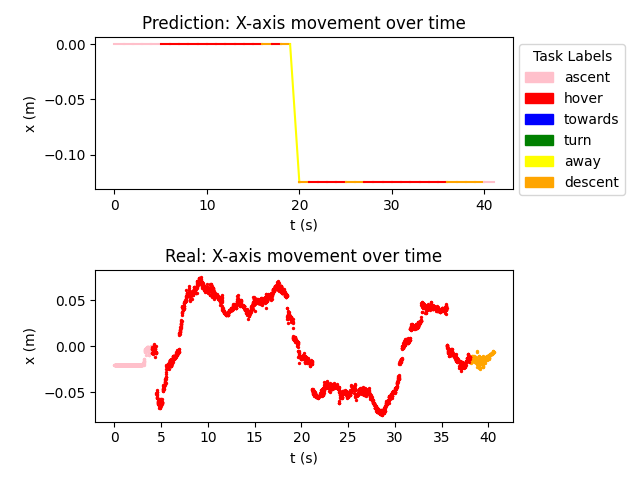 Prediction: X-axis movement over time
0.00
−0.05
−0.10
x (m)
0
10
20
30
40
t (s)
Task Labels
ascent
hover
towards
turn
away
descent
Real: X-axis movement over time
0.05
0.00
−0.05
x (m)
0
5
10
15
20
25
30
35
40
t (s)